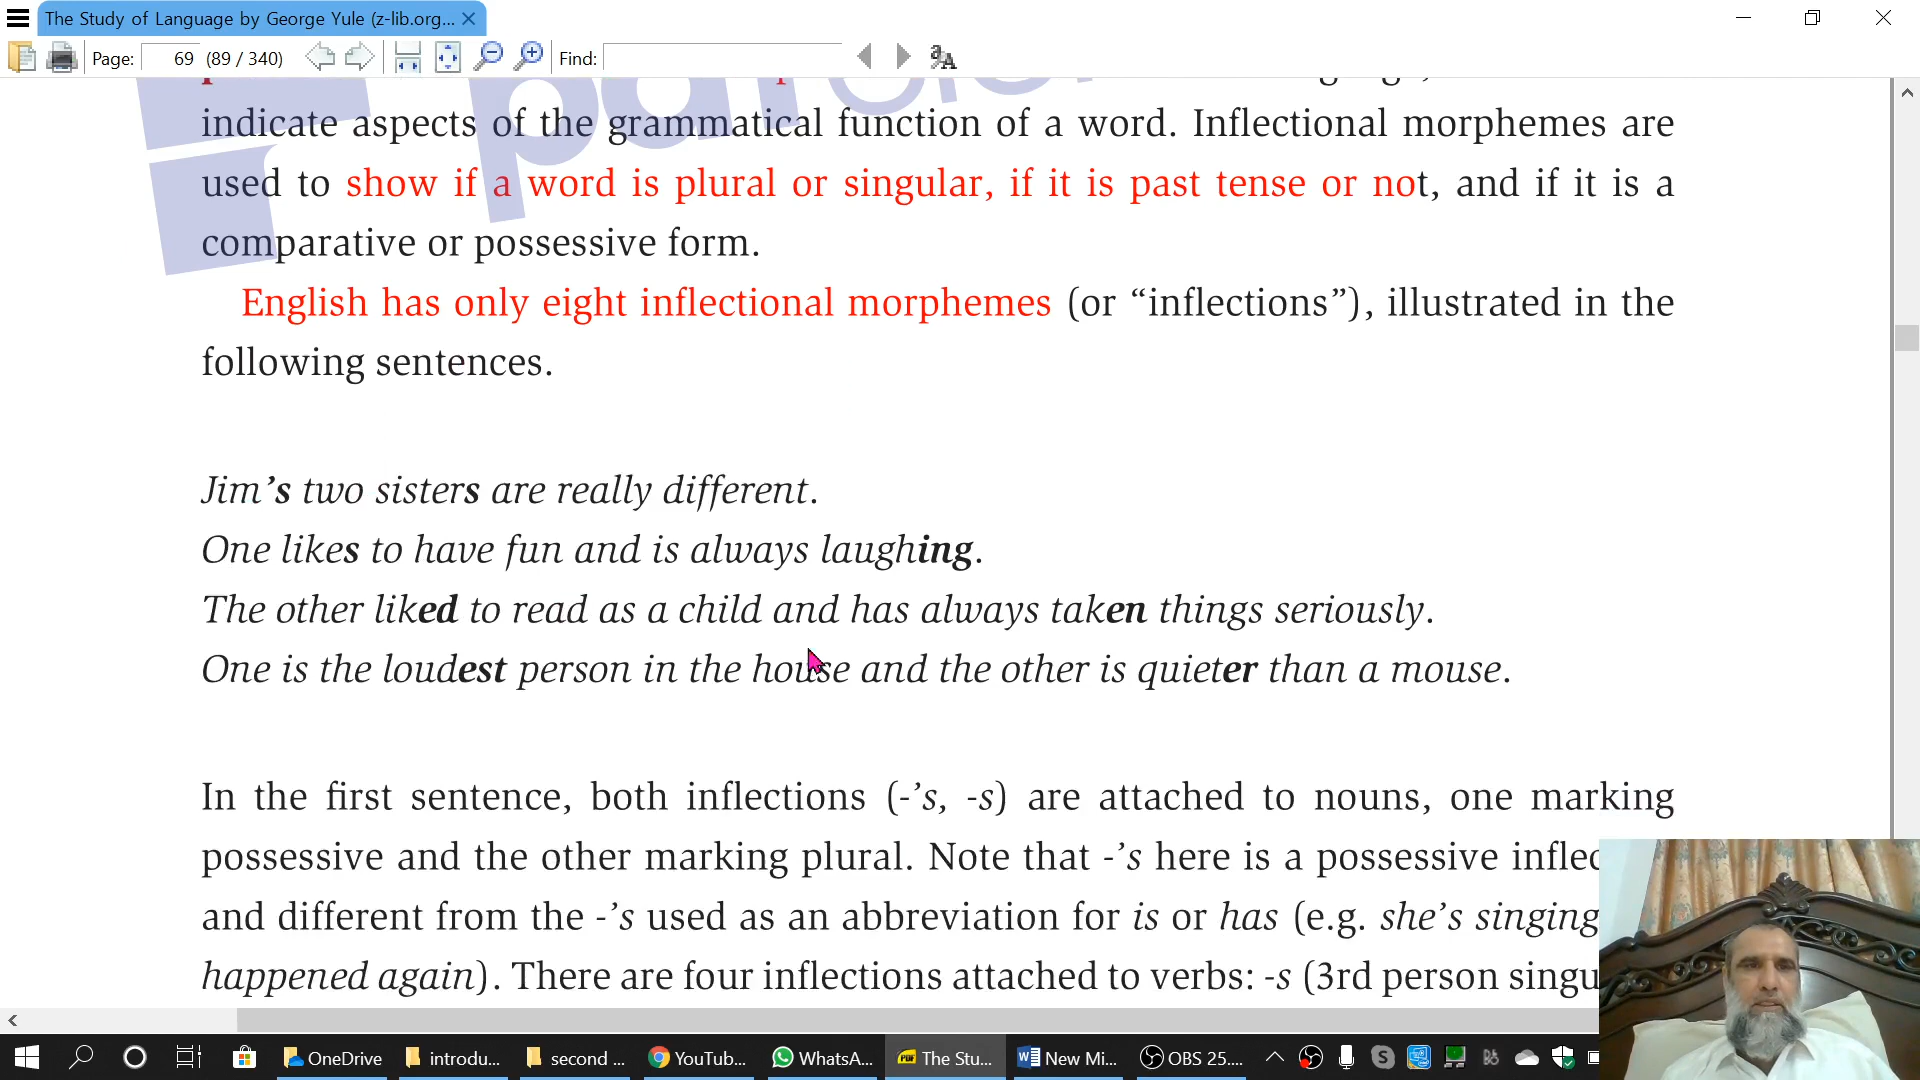 The Study of Language by George Yule (z-lib.org...
Page: 69 (89 / 340) Find:
indicate aspects of the grammatical function of a word. Inflectional morphemes are
used to show if a word is plural or singular, if it is past tense or not, and if it is a
comparative or possessive form.
English has only eight inflectional morphemes (or “inflections”), illustrated in the
following sentences.
Jim’s two sisters are really different.
One likes to have fun and is always laughing.
The other liked to read as a child and has always taken things seriously.
One is the loudest person in the house and the other is quieter than a mouse.
In the first sentence, both inflections (-’s, -s) are attached to nouns, one marking
possessive and the other marking plural. Note that -’s here is a possessive inflec
and different from the -’s used as an abbreviation for is or has (e.g. she’s singing
happened again). There are four inflections attached to verbs: -s (3rd person singu
OneDrive introdu... second ... YouTub... WhatsA... The Stu... New Mi... OBS 25....